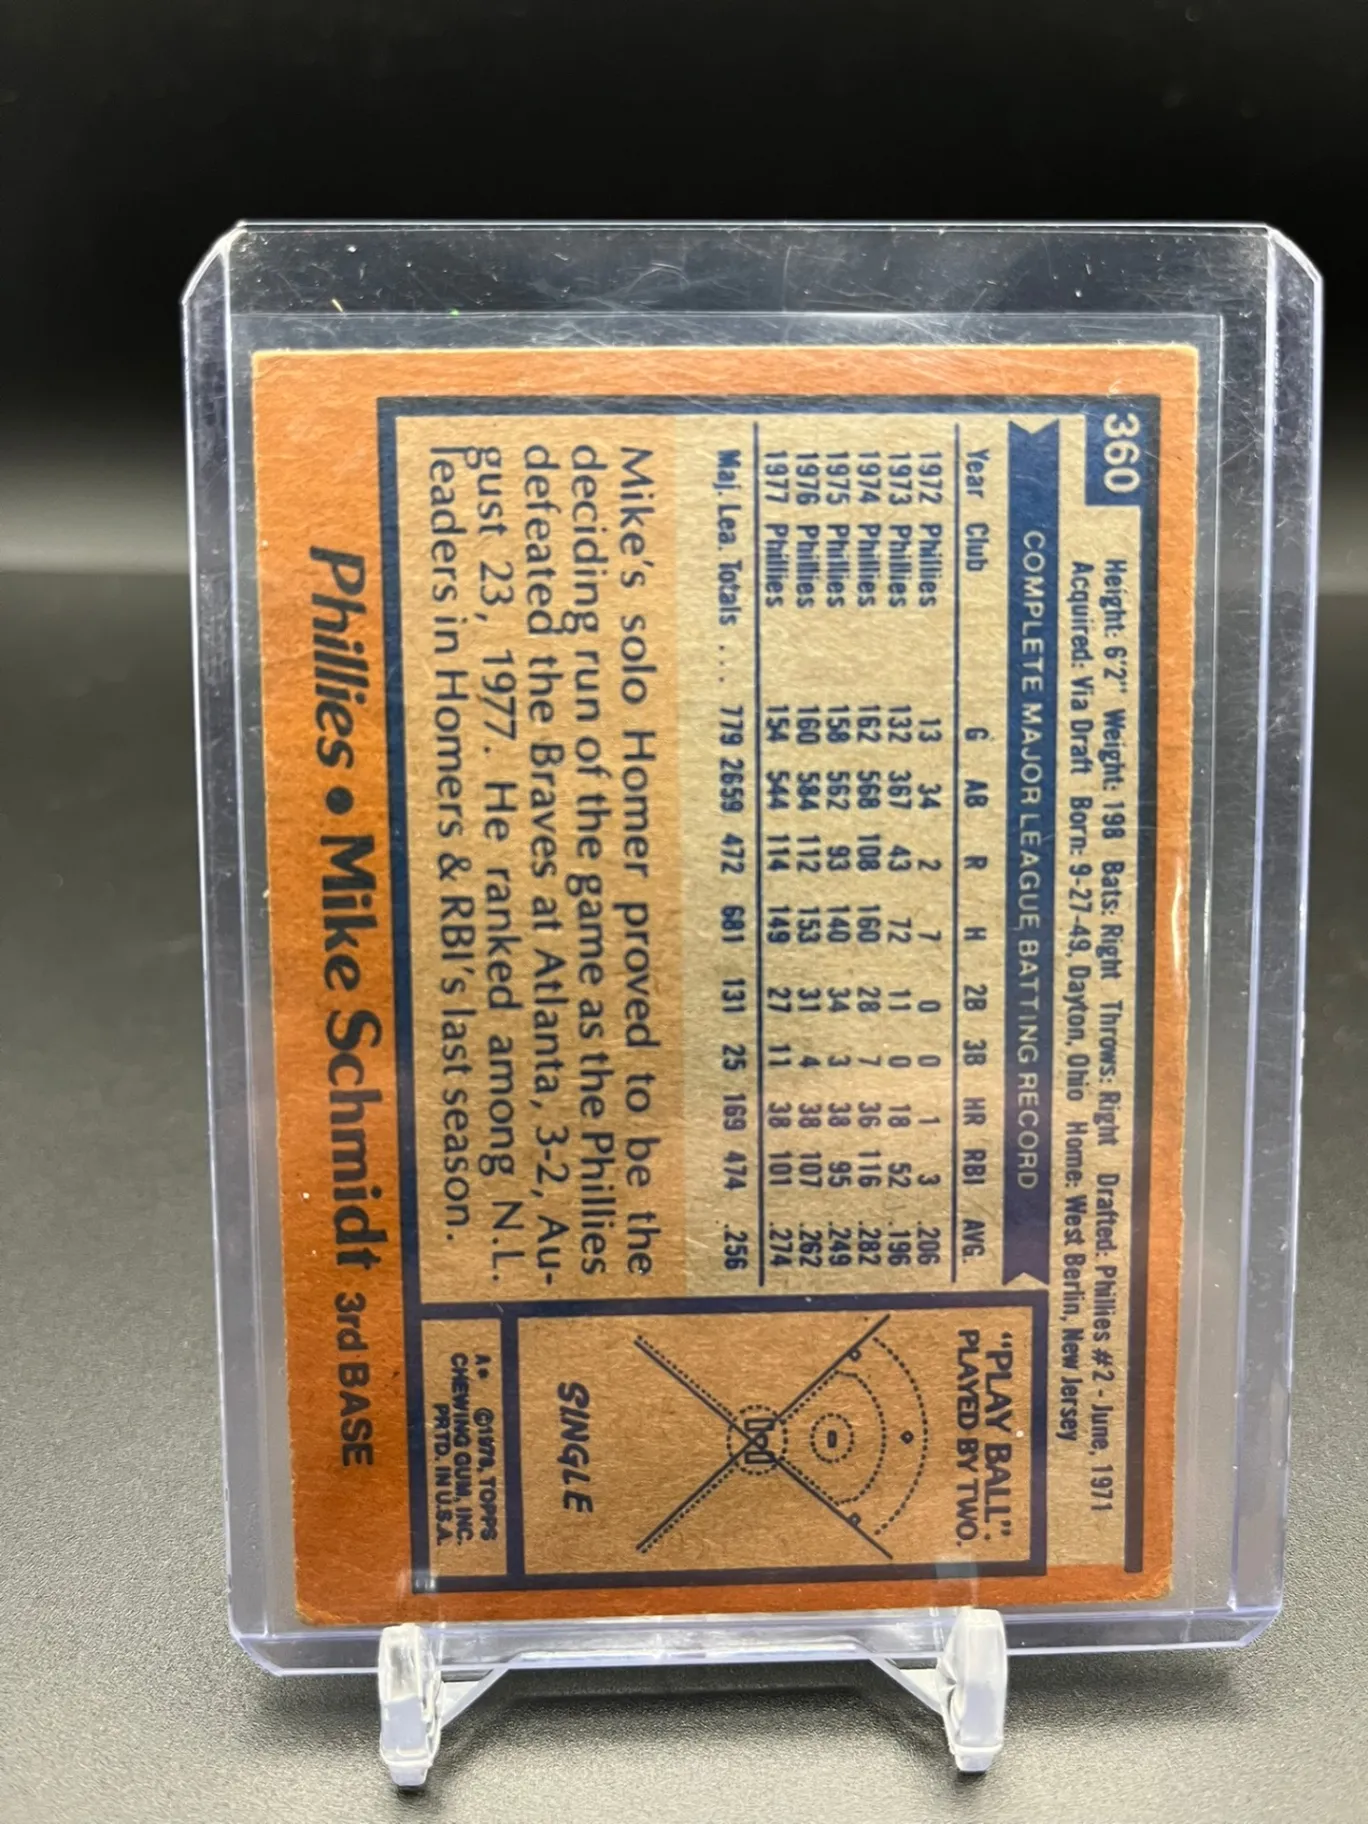 360
Height: 6'2" Weight: 198 Bats: Right Throws: Right Drafted: Phillies #2 - June, 1971
Acquired: Via Draft Born: 9-27-49, Dayton, Ohio Home: West Berlin, New Jersey
COMPLETE MAJOR LEAGUE BATTING RECORD
Year Club G AB R H 2B 3B HR RBI AVG.
1972 Phillies 13 34 2 7 0 0 1 3 .206
1973 Phillies 132 367 43 72 11 0 18 52 .196
1974 Phillies 162 568 108 160 28 7 36 116 .282
1975 Phillies 158 562 93 140 34 3 38 95 .249
1976 Phillies 160 584 112 153 31 4 38 107 .262
1977 Phillies 154 544 114 149 27 11 38 101 .274
Maj. Lea. Totals ... 779 2659 472 681 131 25 169 474 .256
Mike's solo Homer proved to be the
deciding run of the game as the Phillies
defeated the Braves at Atlanta, 3-2, Au-
gust 23, 1977. He ranked among N.L.
leaders in Homers & RBI's last season.
"PLAY BALL"
PLAYED BY TWO.
SINGLE
A* ©1978, TOPPS
CHEWING GUM, INC.
PRTD. IN U.S.A.
Phillies • Mike Schmidt 3rd BASE